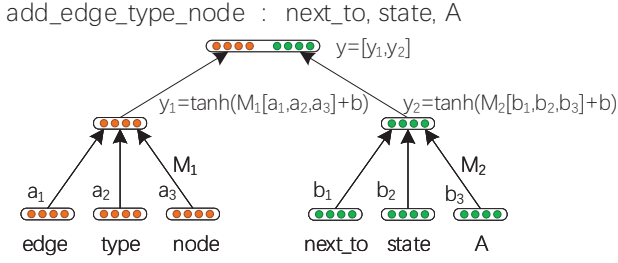 add_edge_type_node : next_to, state, A
y=[y₁,y₂]
y₁=tanh(M₁[a₁,a₂,a₃]+b) y₂=tanh(M₂[b₁,b₂,b₃]+b)
a₁ a₂ a₃ M₁ b₁ b₂ b₃ M₂
edge type node next_to state A